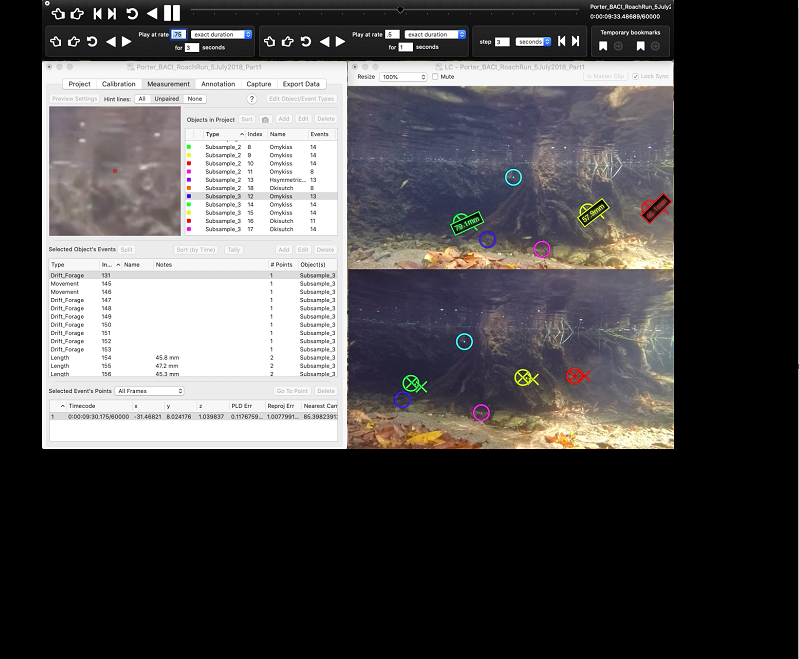 Porter_BACI_RoachRun_5July2
0:00:09:33.48689/60000
Play at rate .75 exact duration
for 3 seconds
Play at rate .5 exact duration
for 1 seconds
step 3 seconds
Temporary bookmarks
Porter_BACI_RoachRun_5July2018_Part1
Project Calibration Measurement Annotation Capture Export Data
Preview Settings Hint lines: All Unpaired None ? Edit Object/Event Types
Objects in Project Sort Add Edit Delete
Type Index Name Events
Subsample_2 8 Omykiss 14
Subsample_2 9 Omykiss 14
Subsample_2 10 Omykiss 14
Subsample_2 11 Omykiss 8
Subsample_2 13 Hsymmetric... 13
Subsample_2 18 Okisutch 8
Subsample_3 12 Omykiss 13
Subsample_3 14 Omykiss 14
Subsample_3 15 Omykiss 14
Subsample_3 16 Okisutch 11
Subsample_3 17 Okisutch 14
Selected Object's Events Split Sort (by Time) Tally Add Edit Delete
Type In... Name Notes # Points Object(s)
Drift_Forage 131 1 Subsample_3
Movement 145 1 Subsample_3
Movement 146 1 Subsample_3
Drift_Forage 147 1 Subsample_3
Drift_Forage 148 1 Subsample_3
Drift_Forage 149 1 Subsample_3
Drift_Forage 150 1 Subsample_3
Drift_Forage 151 1 Subsample_3
Drift_Forage 152 1 Subsample_3
Drift_Forage 153 1 Subsample_3
Length 154 45.8 mm 2 Subsample_3
Length 155 47.2 mm 2 Subsample_3
Length 156 45.3 mm 2 Subsample_3
Selected Event's Points All Frames Go To Point Delete
Timecode x y z PLD Err Reproj Err Nearest Cam
1 0:00:09:30.175/60000 -31.46821 8.024176 1.039837 0.1176759... 1.0077991... 85.3982391
LC - Porter_BACI_RoachRun_5July2018_Part1
Resize 100% Mute Is Master Clip Lock Sync
79.1mm
57.9mm